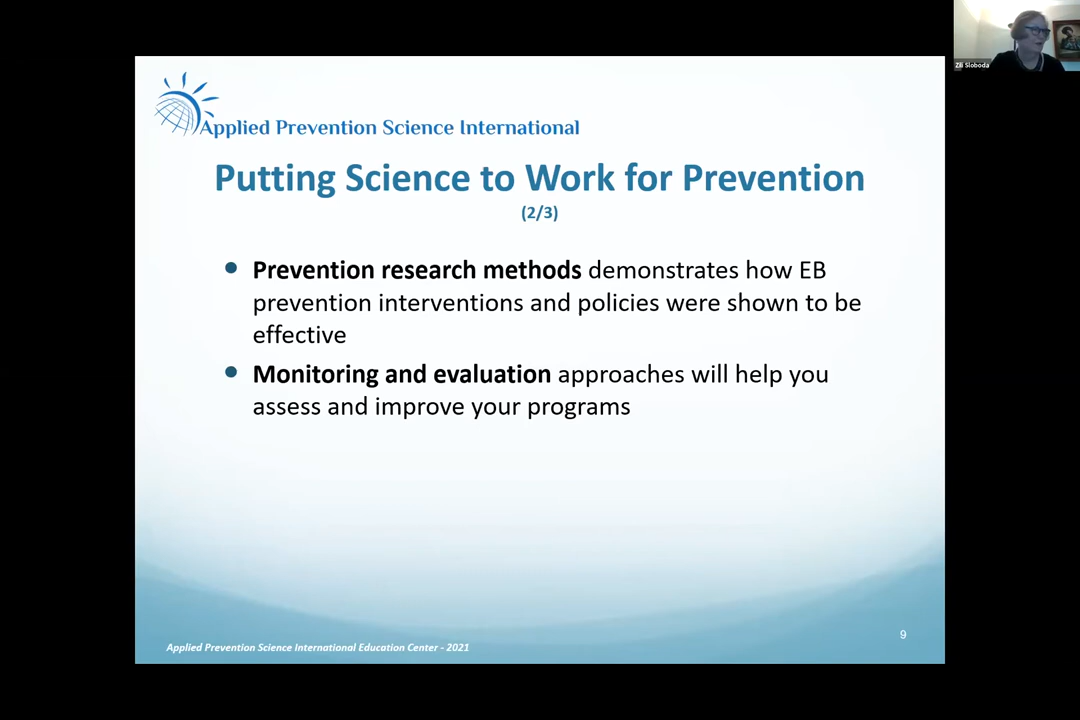 Zili Sloboda
Applied Prevention Science International
Putting Science to Work for Prevention
(2/3)
Prevention research methods demonstrates how EB
prevention interventions and policies were shown to be
effective
Monitoring and evaluation approaches will help you
assess and improve your programs
Applied Prevention Science International Education Center - 2021
9